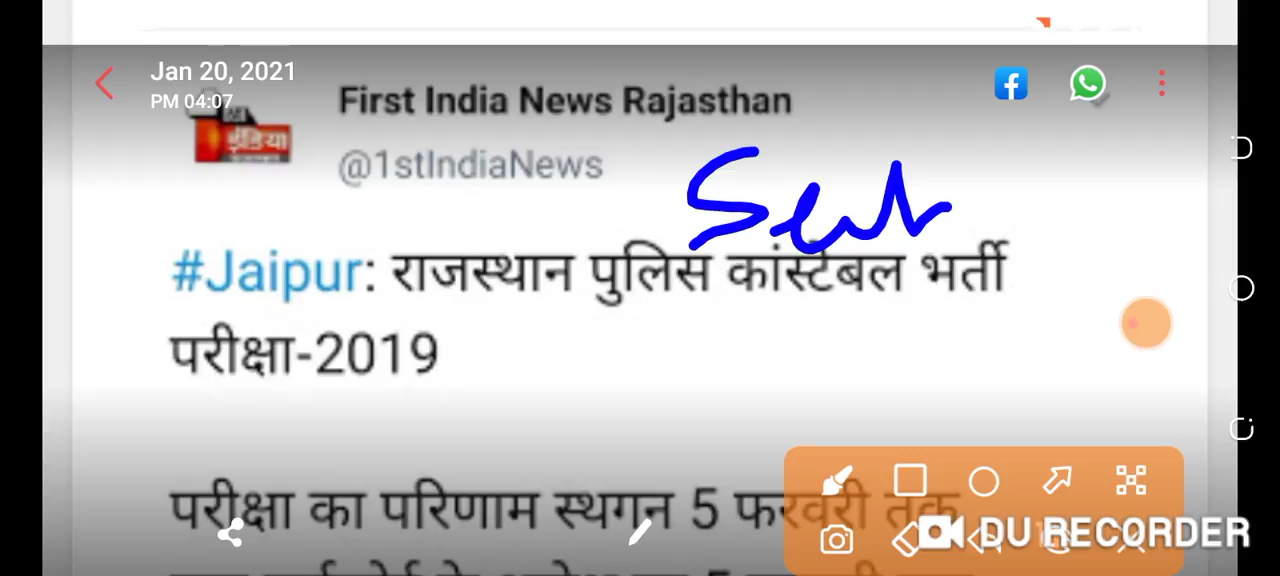 Jan 20, 2021
PM 04:07
First India News Rajasthan
इंडिया
@1stIndiaNews
#Jaipur: राजस्थान पुलिस कांस्टेबल भर्ती
परीक्षा-2019
परीक्षा का परिणाम स्थगन 5 फरवरी तक
DU RECORDER